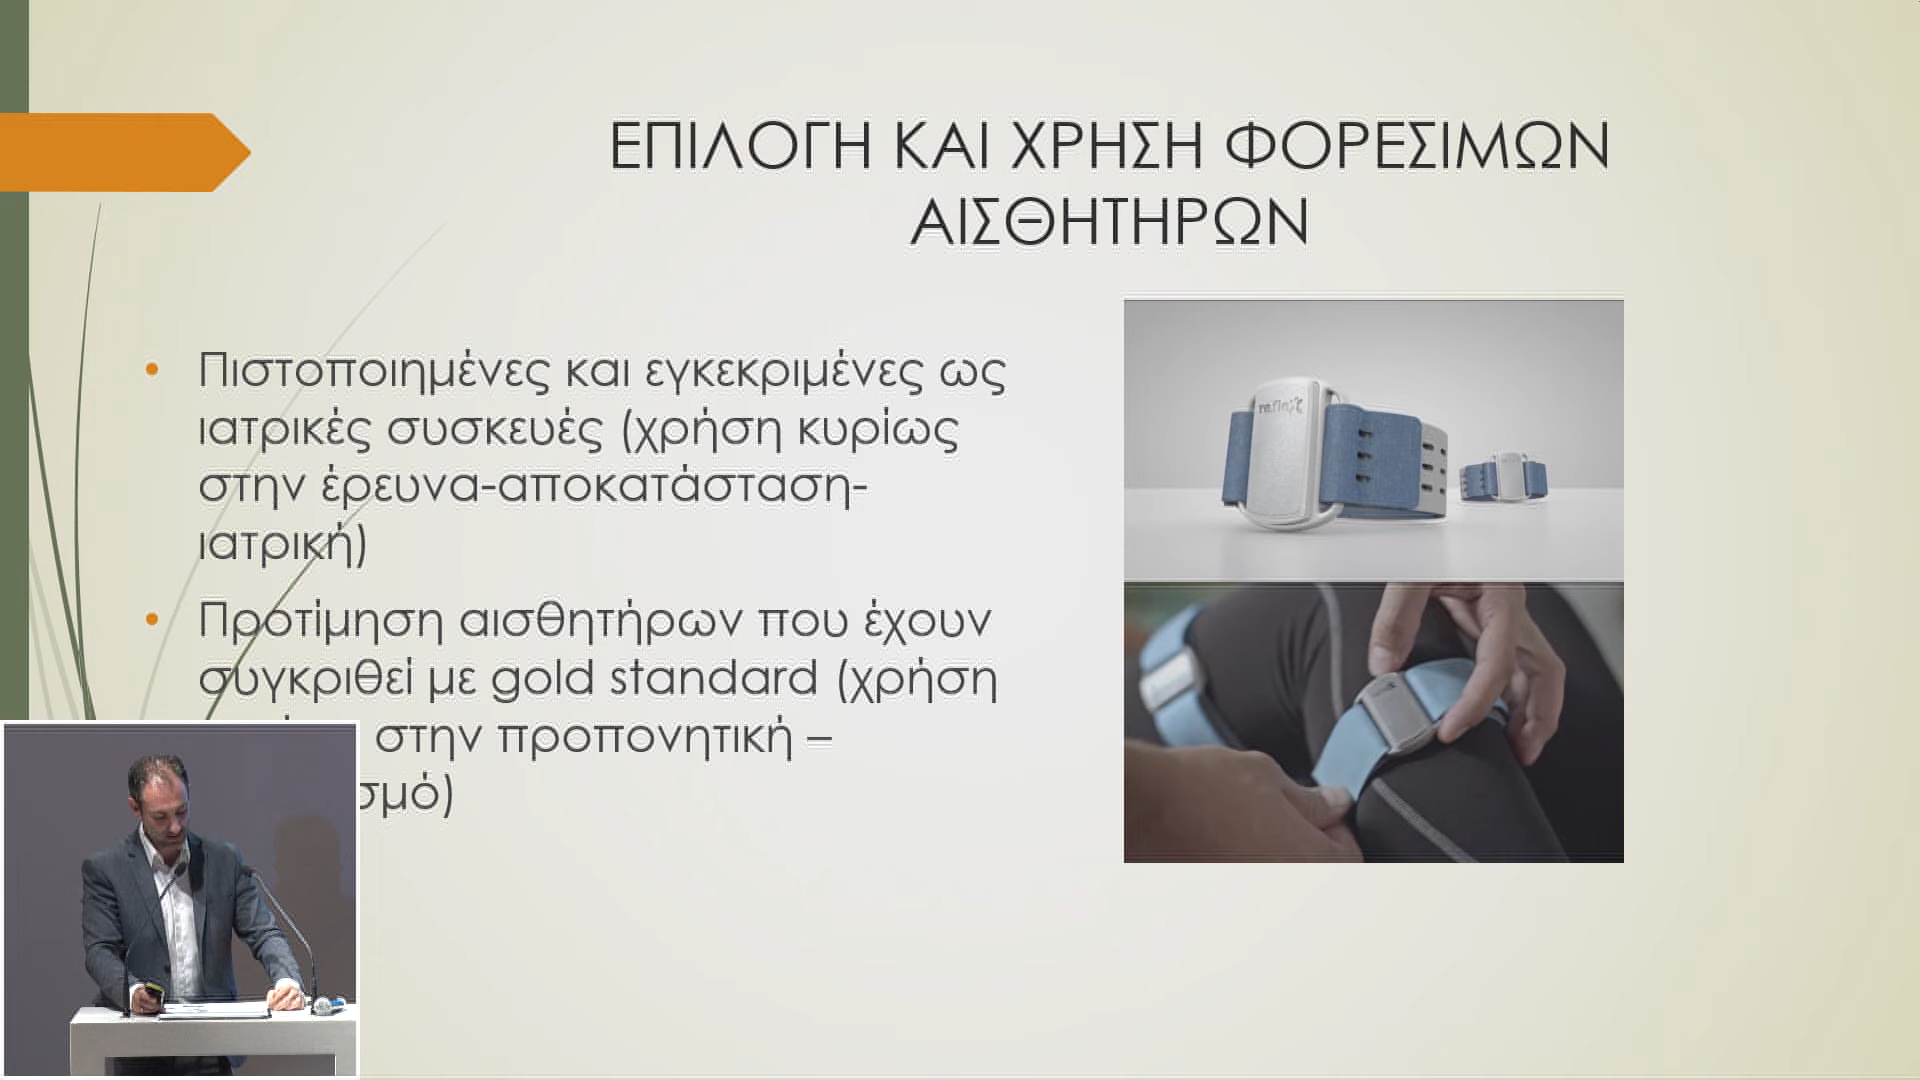 ΕΠΙΛΟΓΗ ΚΑΙ ΧΡΗΣΗ ΦΟΡΕΣΙΜΩΝ
ΑΙΣΘΗΤΗΡΩΝ
• Πιστοποιημένες και εγκεκριμένες ως
ιατρικές συσκευές (χρήση κυρίως
στην έρευνα-αποκατάσταση-
ιατρική)
• Προτίμηση αισθητήρων που έχουν
συγκριθεί με gold standard (χρήση
στην προπονητική –
σμό)